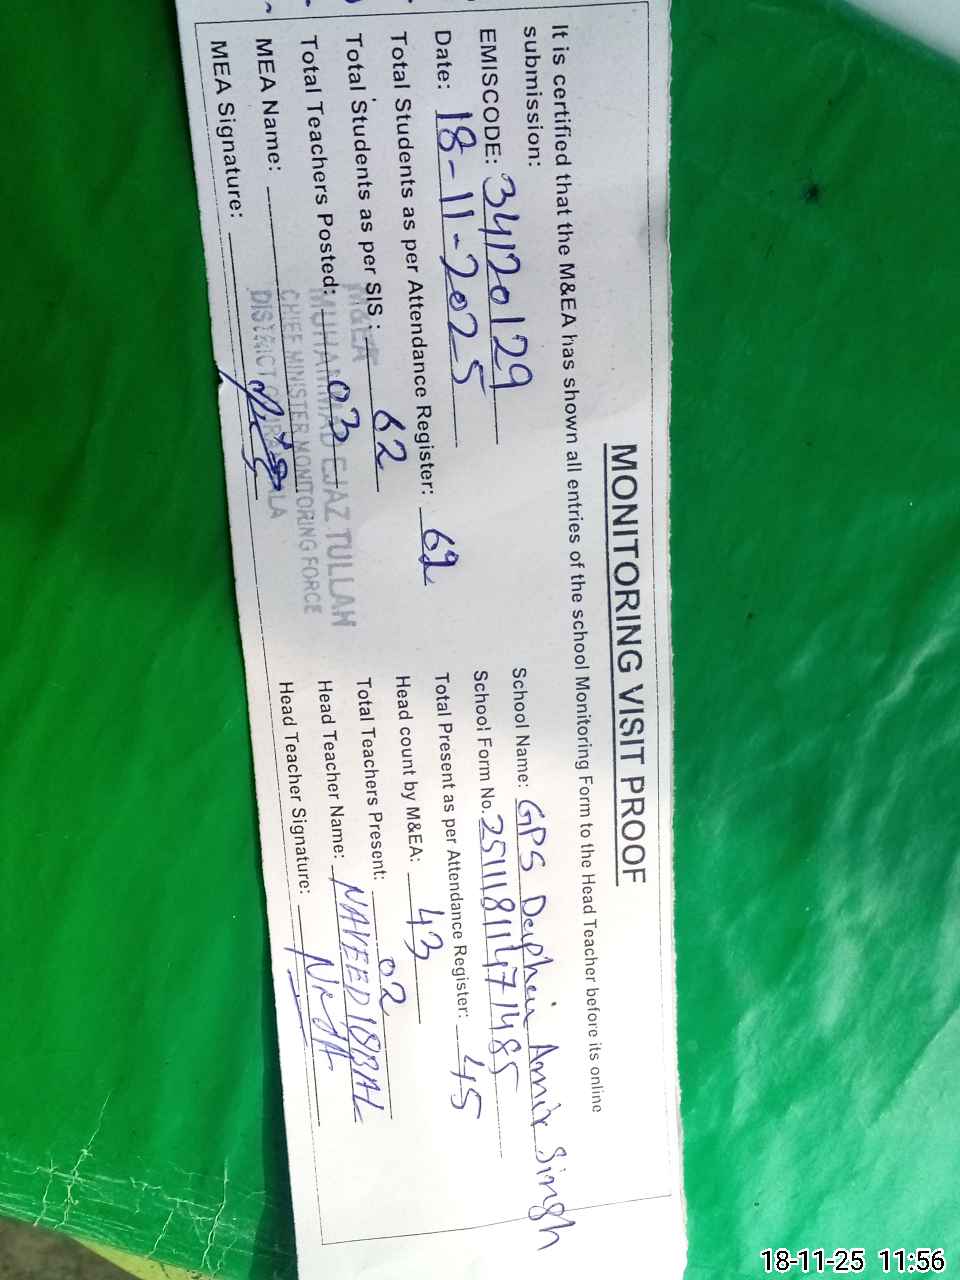 MONITORING VISIT PROOF
It is certified that the M&EA has shown all entries of the school Monitoring Form to the Head Teacher before its online
submission:
EMISCODE: 34120129
School Name: GPS Amir Singh
Date: 18-11-2025
School Form No. 25111811471485
Total Students as per Attendance Register: 62
Total Present as per Attendance Register: 45
Total Students as per SIS: 62
Head count by M&EA: 43
Total Teachers Posted: 03
Total Teachers Present: 02
MEA Name:
Head Teacher Name: NAVEED IQBAL
MEA Signature:
Head Teacher Signature:
M&EA
MUHAMMAD EJAZ TULLAH
CHIEF MINISTER MONITORING FORCE
DISTRICT
18-11-25 11:56